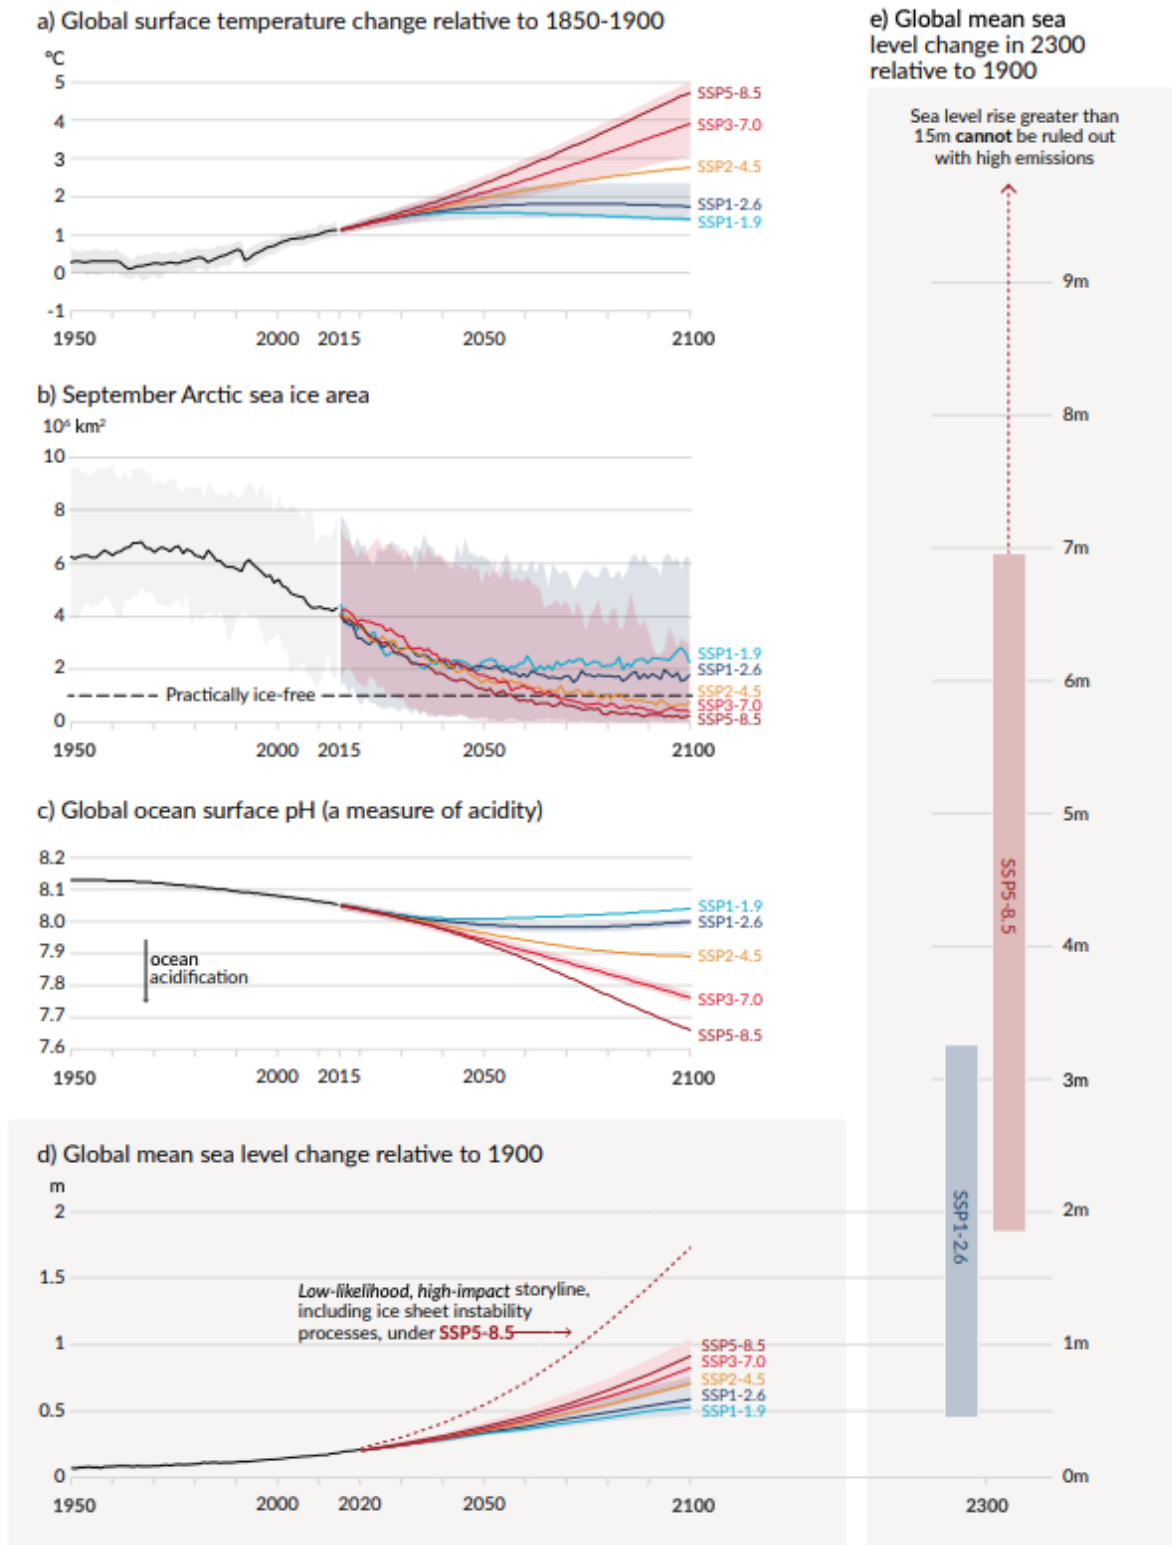 a) Global surface temperature change relative to 1850-1900
°C
5
4
3
2
1
0
-1
SSP5-8.5
SSP3-7.0
SSP2-4.5
SSP1-2.6
SSP1-1.9
1950
2000
2015
2050
2100
b) September Arctic sea ice area
10⁶ km²
10
8
6
4
2
0
Practically ice-free
SSP1-1.9
SSP1-2.6
SSP2-4.5
SSP3-7.0
SSP5-8.5
1950
2000
2015
2050
2100
c) Global ocean surface pH (a measure of acidity)
8.2
8.1
8.0
7.9
7.8
7.7
7.6
ocean
acidification
SSP1-1.9
SSP1-2.6
SSP2-4.5
SSP3-7.0
SSP5-8.5
1950
2000
2015
2050
2100
d) Global mean sea level change relative to 1900
m
2
1.5
1
0.5
0
Low-likelihood, high-impact storyline,
including ice sheet instability
processes, under SSP5-8.5
SSP5-8.5
SSP3-7.0
SSP2-4.5
SSP1-2.6
SSP1-1.9
1950
2000
2020
2050
2100
e) Global mean sea
level change in 2300
relative to 1900
Sea level rise greater than
15m cannot be ruled out
with high emissions
9m
8m
7m
6m
5m
4m
3m
2m
1m
0m
SSP5-8.5
SSP1-2.6
2300